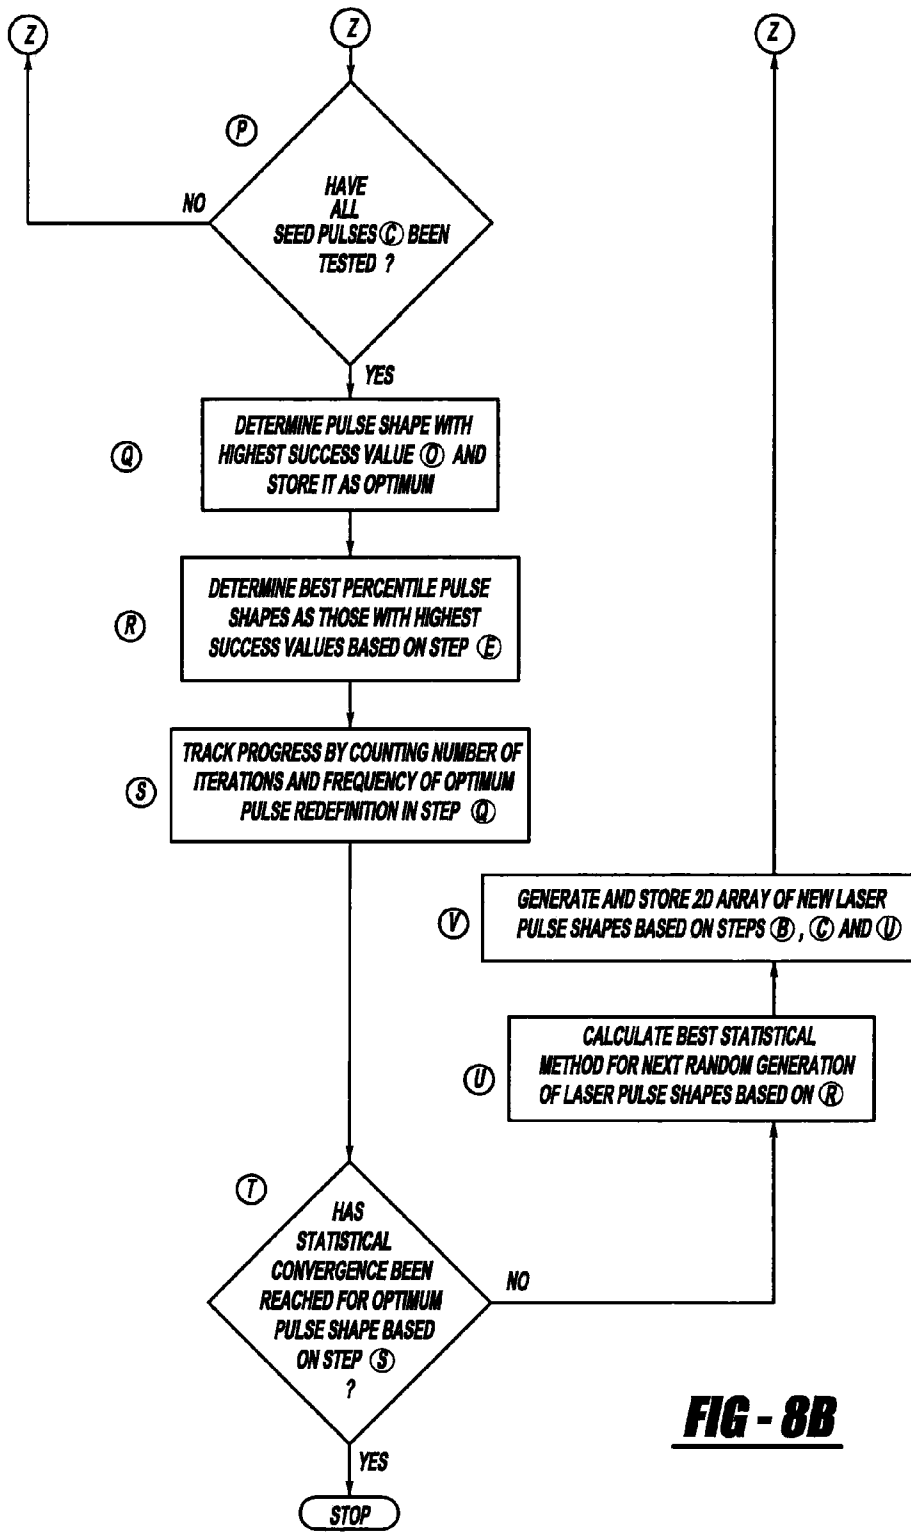 Z
Z
Z
P
HAVE
ALL
SEED PULSES C BEEN
TESTED ?
NO
YES
Q
DETERMINE PULSE SHAPE WITH
HIGHEST SUCCESS VALUE O AND
STORE IT AS OPTIMUM
R
DETERMINE BEST PERCENTILE PULSE
SHAPES AS THOSE WITH HIGHEST
SUCCESS VALUES BASED ON STEP E
S
TRACK PROGRESS BY COUNTING NUMBER OF
ITERATIONS AND FREQUENCY OF OPTIMUM
PULSE REDEFINITION IN STEP Q
V
GENERATE AND STORE 2D ARRAY OF NEW LASER
PULSE SHAPES BASED ON STEPS B , C AND U
U
CALCULATE BEST STATISTICAL
METHOD FOR NEXT RANDOM GENERATION
OF LASER PULSE SHAPES BASED ON R
T
HAS
STATISTICAL
CONVERGENCE BEEN
REACHED FOR OPTIMUM
PULSE SHAPE BASED
ON STEP S
?
NO
YES
STOP
FIG - 8B